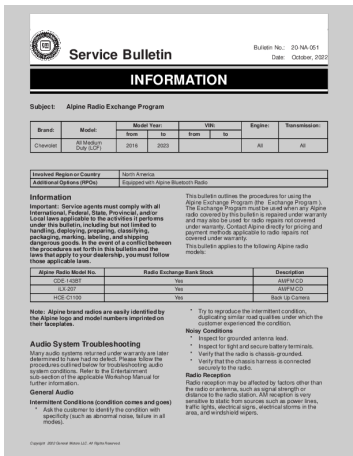 GM
Service Bulletin
Bulletin No.: 20-NA-051
Date: October, 2022
INFORMATION
Subject: Alpine Radio Exchange Program
Brand: Model: Model Year: VIN: Engine: Transmission:
from to from to
Chevrolet All Medium Duty (LCF) 2016 2023 All All
Involved Region or Country North America
Additional Options (RPOs) Equipped with Alpine Bluetooth Radio
Information
Important: Service agents must comply with all
International, Federal, State, Provincial, and/or
Local laws applicable to the activities it performs
under this bulletin, including but not limited to
handling, deploying, preparing, classifying,
packaging, marking, labeling, and shipping
dangerous goods. In the event of a conflict between
the procedures set forth in this bulletin and the
laws that apply to your dealership, you must follow
those applicable laws.
This bulletin outlines the procedures for using the
Alpine Exchange Program (the Exchange Program ).
The Exchange Program must be used when any Alpine
radio covered by this bulletin is repaired under warranty
and may also be used for radio repairs not covered
under warranty. Contact Alpine directly for pricing and
payment methods applicable to radio repairs not
covered under warranty.
This bulletin applies to the following Alpine radio
models:
Alpine Radio Model No. Radio Exchange Bank Stock Description
CDE-143BT Yes AM/FM CD
iLX-207 Yes AM/FM CD
HCE-C1100 Yes Back Up Camera
Note: Alpine brand radios are easily identified by
the Alpine logo and model numbers imprinted on
their faceplates.
Audio System Troubleshooting
Many audio systems returned under warranty are later
determined to have had no defect. Please follow the
procedures outlined below for troubleshooting audio
system conditions. Refer to the Entertainment
sub-section of the applicable Workshop Manual for
further information.
General Audio
Intermittent Conditions (condition comes and goes)
* Ask the customer to identify the condition with
specificity (such as abnormal noise, failure in all
modes).
* Try to reproduce the intermittent condition,
duplicating similar road qualities under which the
customer experienced the condition.
Noisy Conditions
* Inspect for grounded antenna lead.
* Inspect for tight and secure battery terminals.
* Verify that the radio is chassis-grounded.
* Verify that the chassis harness is connected
securely to the radio.
Radio Reception
Radio reception may be affected by factors other than
the radio or antenna, such as signal strength or
distance to the radio station. AM reception is very
sensitive to static from sources such as power lines,
traffic lights, electrical signs, electrical storms in the
area, and windshield wipers.
Copyright 2022 General Motors LLC. All Rights Reserved.